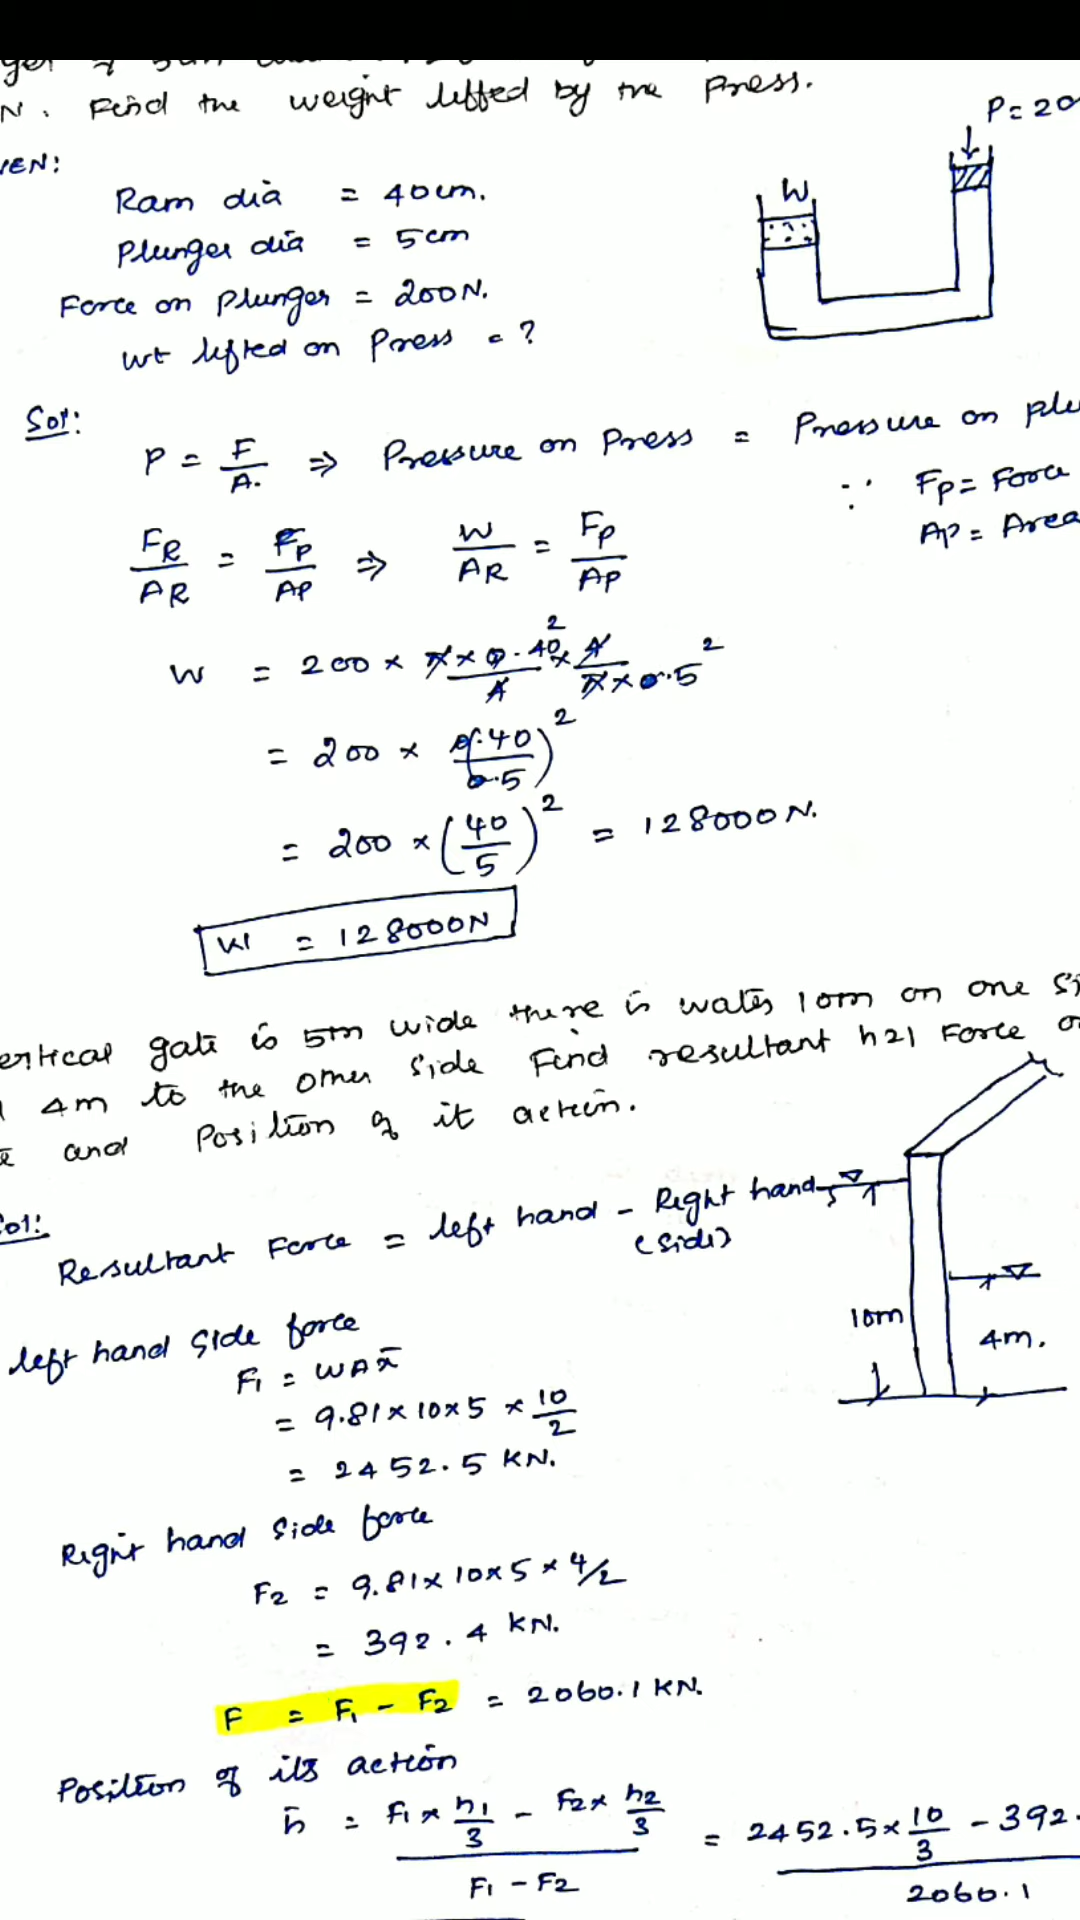 N. Find the weight lifted by the Press.
VEN:
P= 20
Ram dia = 40cm.
W
Plunger dia = 5cm
Force on Plunger = 200N.
wt lifted on Press = ?
Sol:
P = F/A. ⇒ Pressure on Press = Pressure on plu
∵ Fp = Force
Ap = Area
FR/AR = Fp/AP ⇒ W/AR = Fp/AP
W = 200 × π×0.40²/4 × 4/π×0.5²
= 200 × (0.40/0.5)²
= 200 × (40/5)² = 128000N.
W = 128000N
ertical gate is 5m wide there is water 10m on one Si
4m to the other side Find resultant h21 Force o
and Position of it action.
Sol:
Resultant Force = left hand - Right hand
(side)
left hand Side force
10m
4m.
F1 = WAx̄
= 9.81×10×5 × 10/2
= 2452.5 KN.
Right hand Side force
F2 = 9.81×10×5×4/2
= 392.4 KN.
F = F1 - F2 = 2060.1 KN.
Position of its action
h̄ = F1 × h1/3 - F2× h2/3 / F1 - F2 = 2452.5× 10/3 - 392. / 2060.1